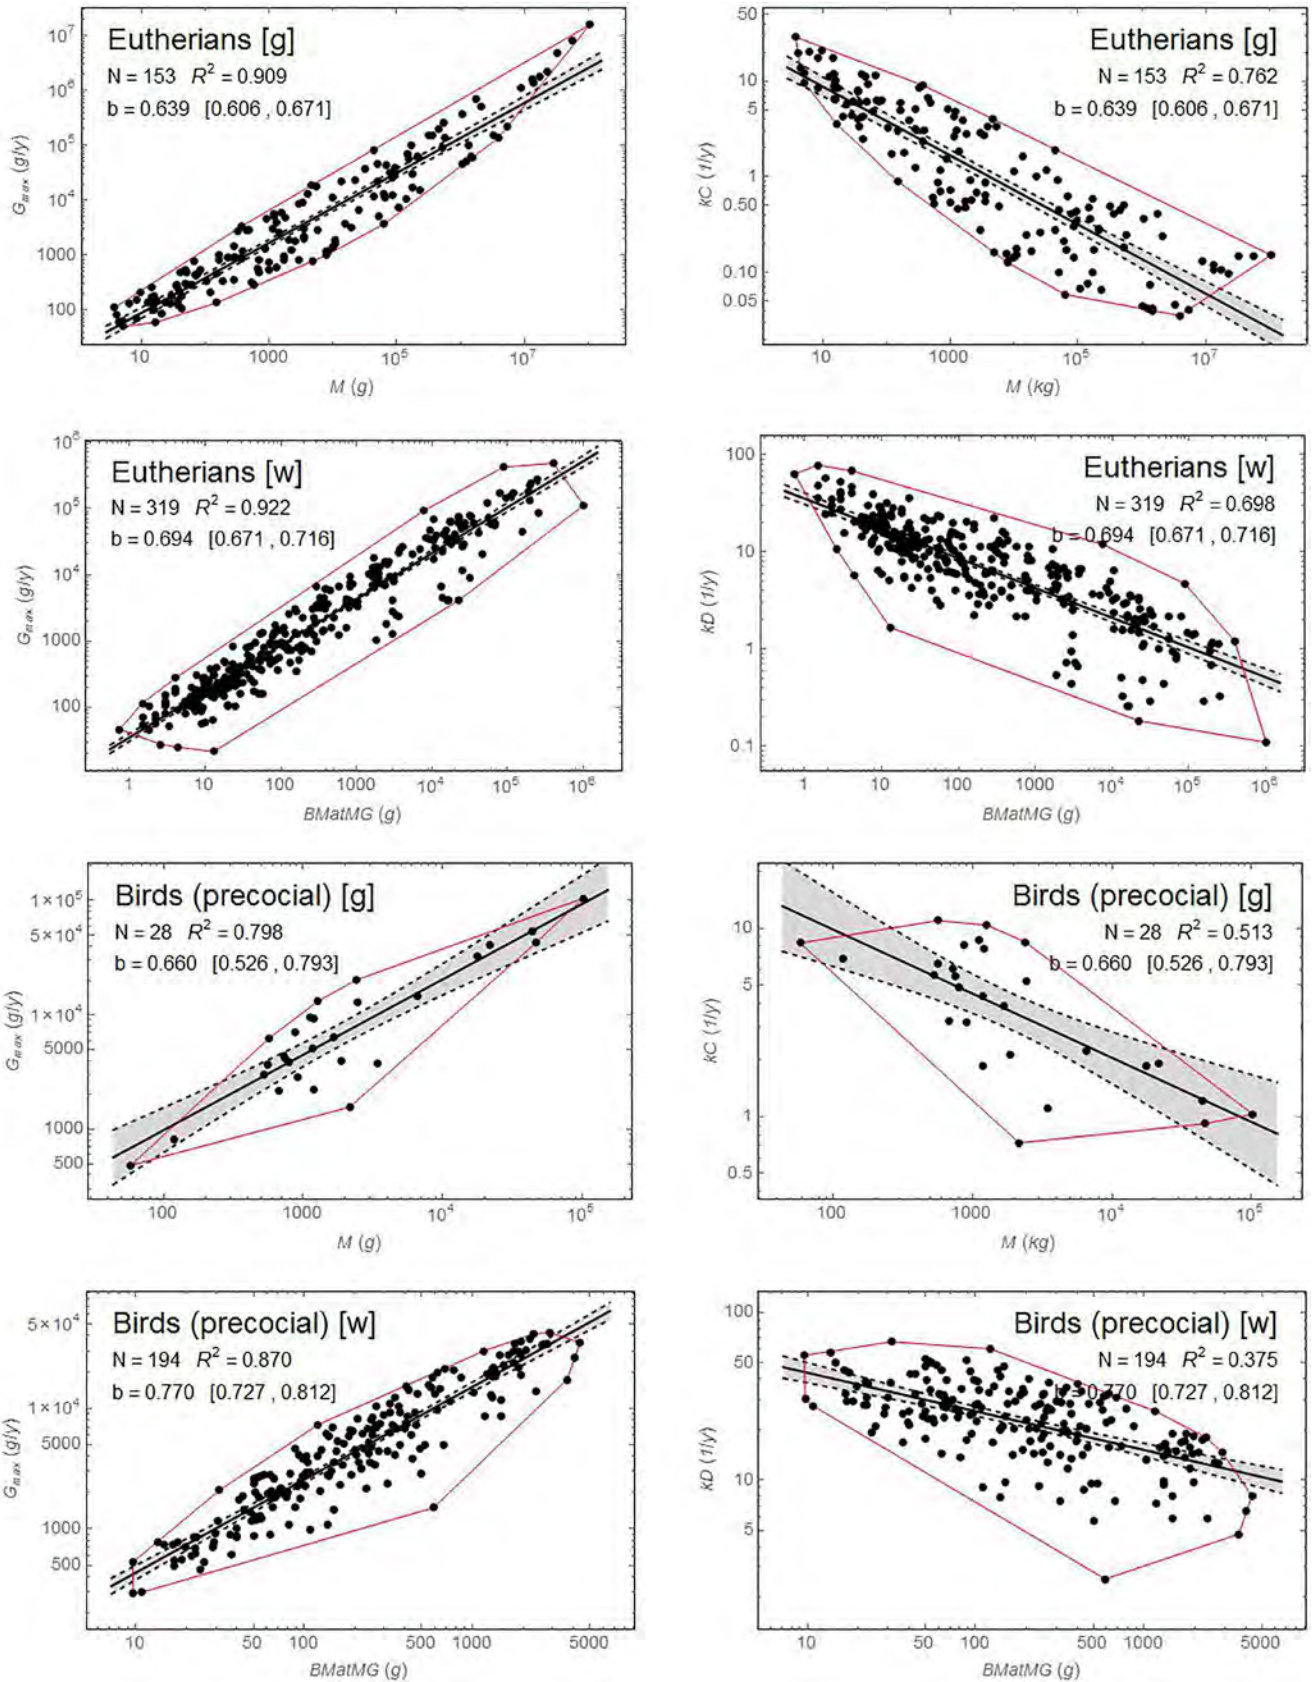 Eutherians [g]
N = 153 R² = 0.909
b = 0.639 [0.606 , 0.671]
10⁷
10⁶
10⁵
10⁴
1000
100
Gmax (g/y)
10
1000
10⁵
10⁷
M (g)
Eutherians [g]
N = 153 R² = 0.762
b = 0.639 [0.606 , 0.671]
50
10
5
1
0.50
0.10
0.05
kC (1/y)
10
1000
10⁵
10⁷
M (kg)
Eutherians [w]
N = 319 R² = 0.922
b = 0.694 [0.671 , 0.716]
10⁶
10⁵
10⁴
1000
100
Gmax (g/y)
1
10
100
1000
10⁴
10⁵
10⁶
BMatMG (g)
Eutherians [w]
N = 319 R² = 0.698
b = 0.694 [0.671 , 0.716]
100
10
1
0.1
kD (1/y)
1
10
100
1000
10⁴
10⁵
10⁶
BMatMG (g)
Birds (precocial) [g]
N = 28 R² = 0.798
b = 0.660 [0.526 , 0.793]
1×10⁵
5×10⁴
1×10⁴
5000
1000
500
Gmax (g/y)
100
1000
10⁴
10⁵
M (g)
Birds (precocial) [g]
N = 28 R² = 0.513
b = 0.660 [0.526 , 0.793]
10
5
1
0.5
kC (1/y)
100
1000
10⁴
10⁵
M (kg)
Birds (precocial) [w]
N = 194 R² = 0.870
b = 0.770 [0.727 , 0.812]
5×10⁴
1×10⁴
5000
1000
500
Gmax (g/y)
10
50
100
500
1000
5000
BMatMG (g)
Birds (precocial) [w]
N = 194 R² = 0.375
b = 0.770 [0.727 , 0.812]
100
50
10
5
kD (1/y)
10
50
100
500
1000
5000
BMatMG (g)